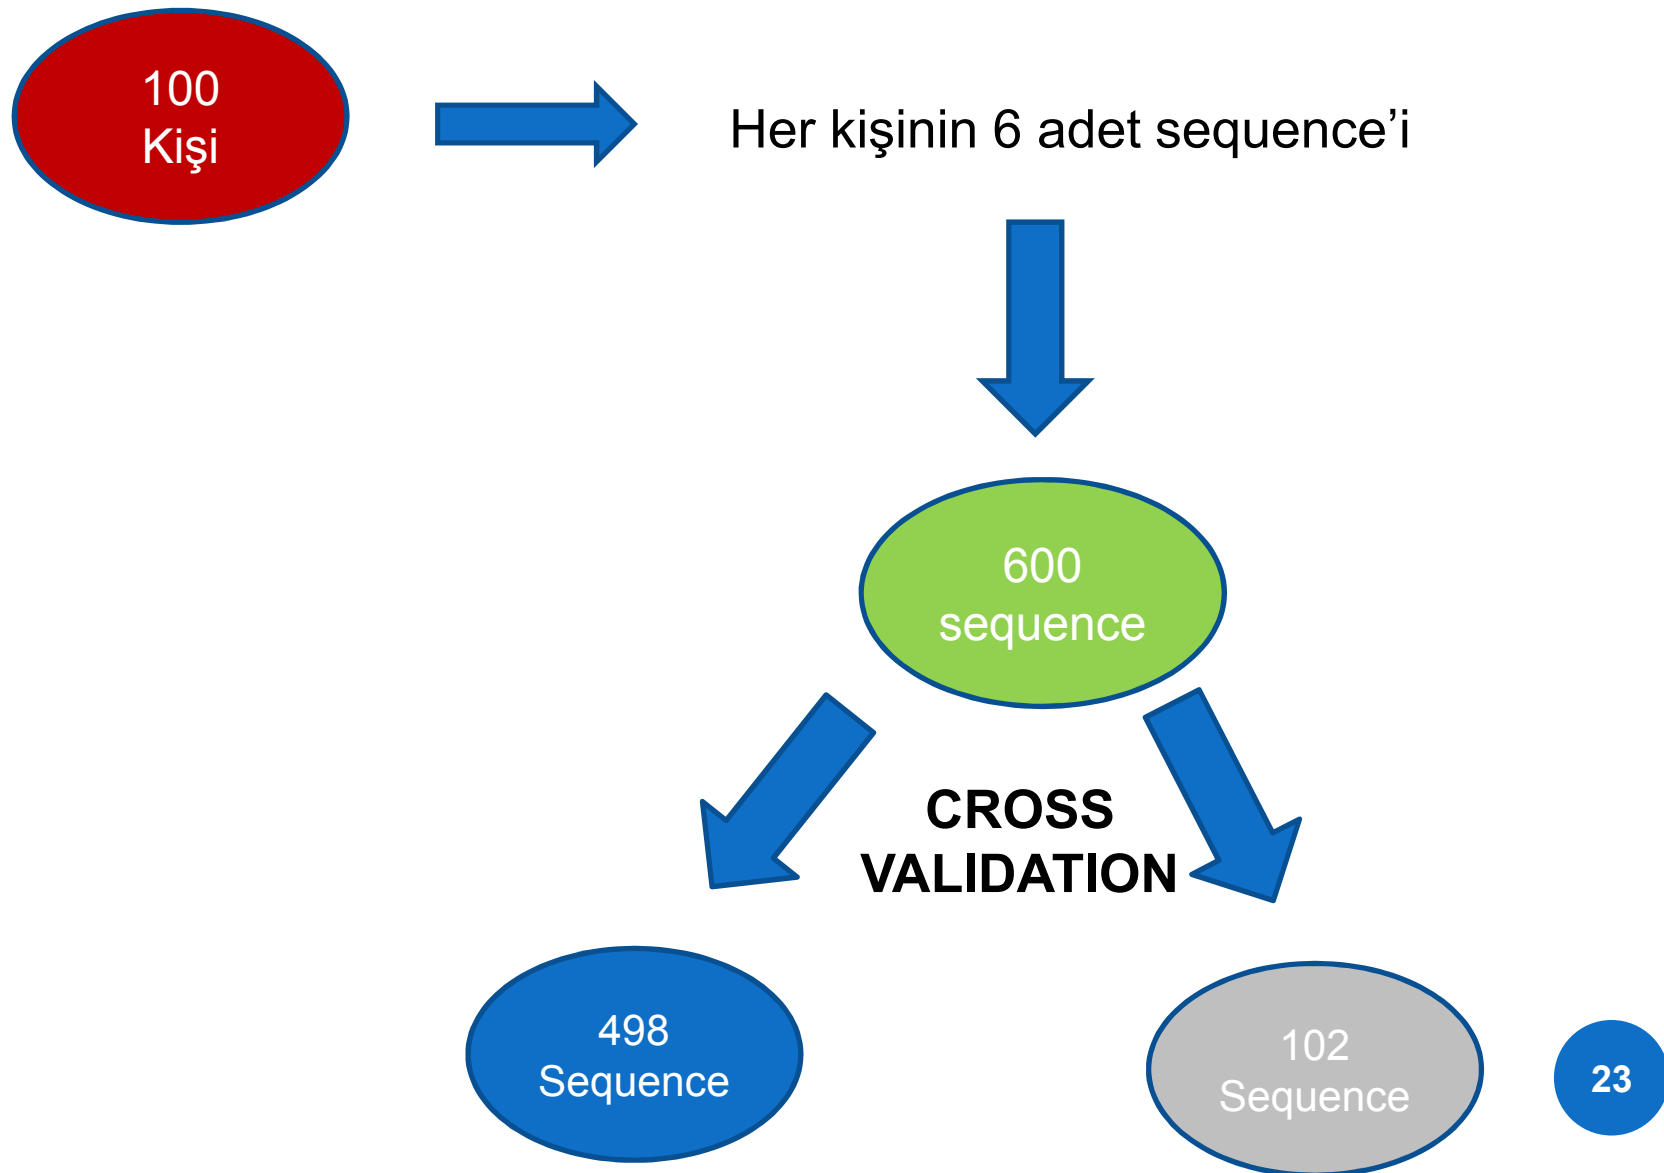 100
Kişi
Her kişinin 6 adet sequence’i
600
sequence
CROSS
VALIDATION
498
Sequence
102
Sequence
23